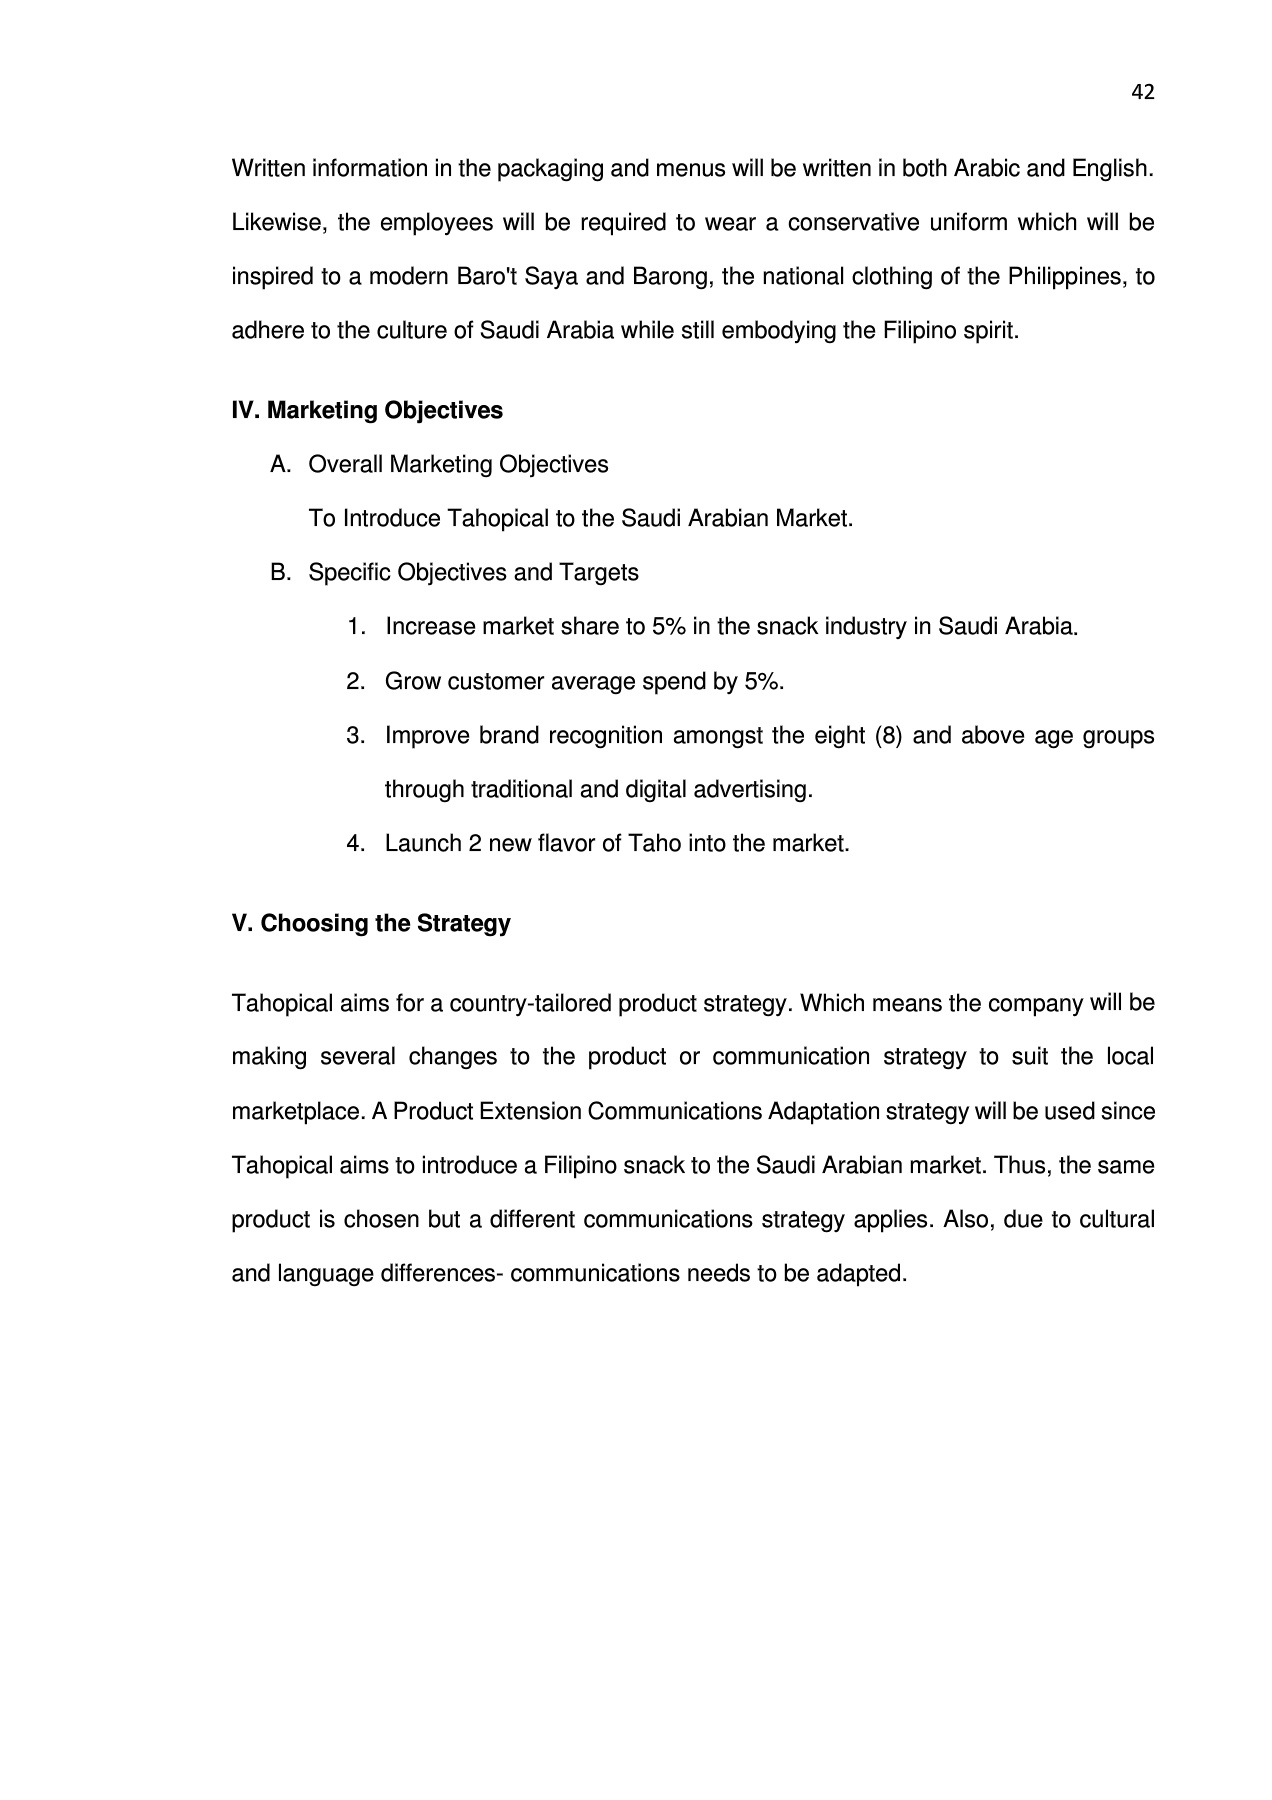 42
Written information in the packaging and menus will be written in both Arabic and English.
Likewise, the employees will be required to wear a conservative uniform which will be
inspired to a modern Baro't Saya and Barong, the national clothing of the Philippines, to
adhere to the culture of Saudi Arabia while still embodying the Filipino spirit.
IV. Marketing Objectives
A. Overall Marketing Objectives
To Introduce Tahopical to the Saudi Arabian Market.
B. Specific Objectives and Targets
1. Increase market share to 5% in the snack industry in Saudi Arabia.
2. Grow customer average spend by 5%.
3. Improve brand recognition amongst the eight (8) and above age groups
through traditional and digital advertising.
4. Launch 2 new flavor of Taho into the market.
V. Choosing the Strategy
Tahopical aims for a country-tailored product strategy. Which means the company will be
making several changes to the product or communication strategy to suit the local
marketplace. A Product Extension Communications Adaptation strategy will be used since
Tahopical aims to introduce a Filipino snack to the Saudi Arabian market. Thus, the same
product is chosen but a different communications strategy applies. Also, due to cultural
and language differences- communications needs to be adapted.